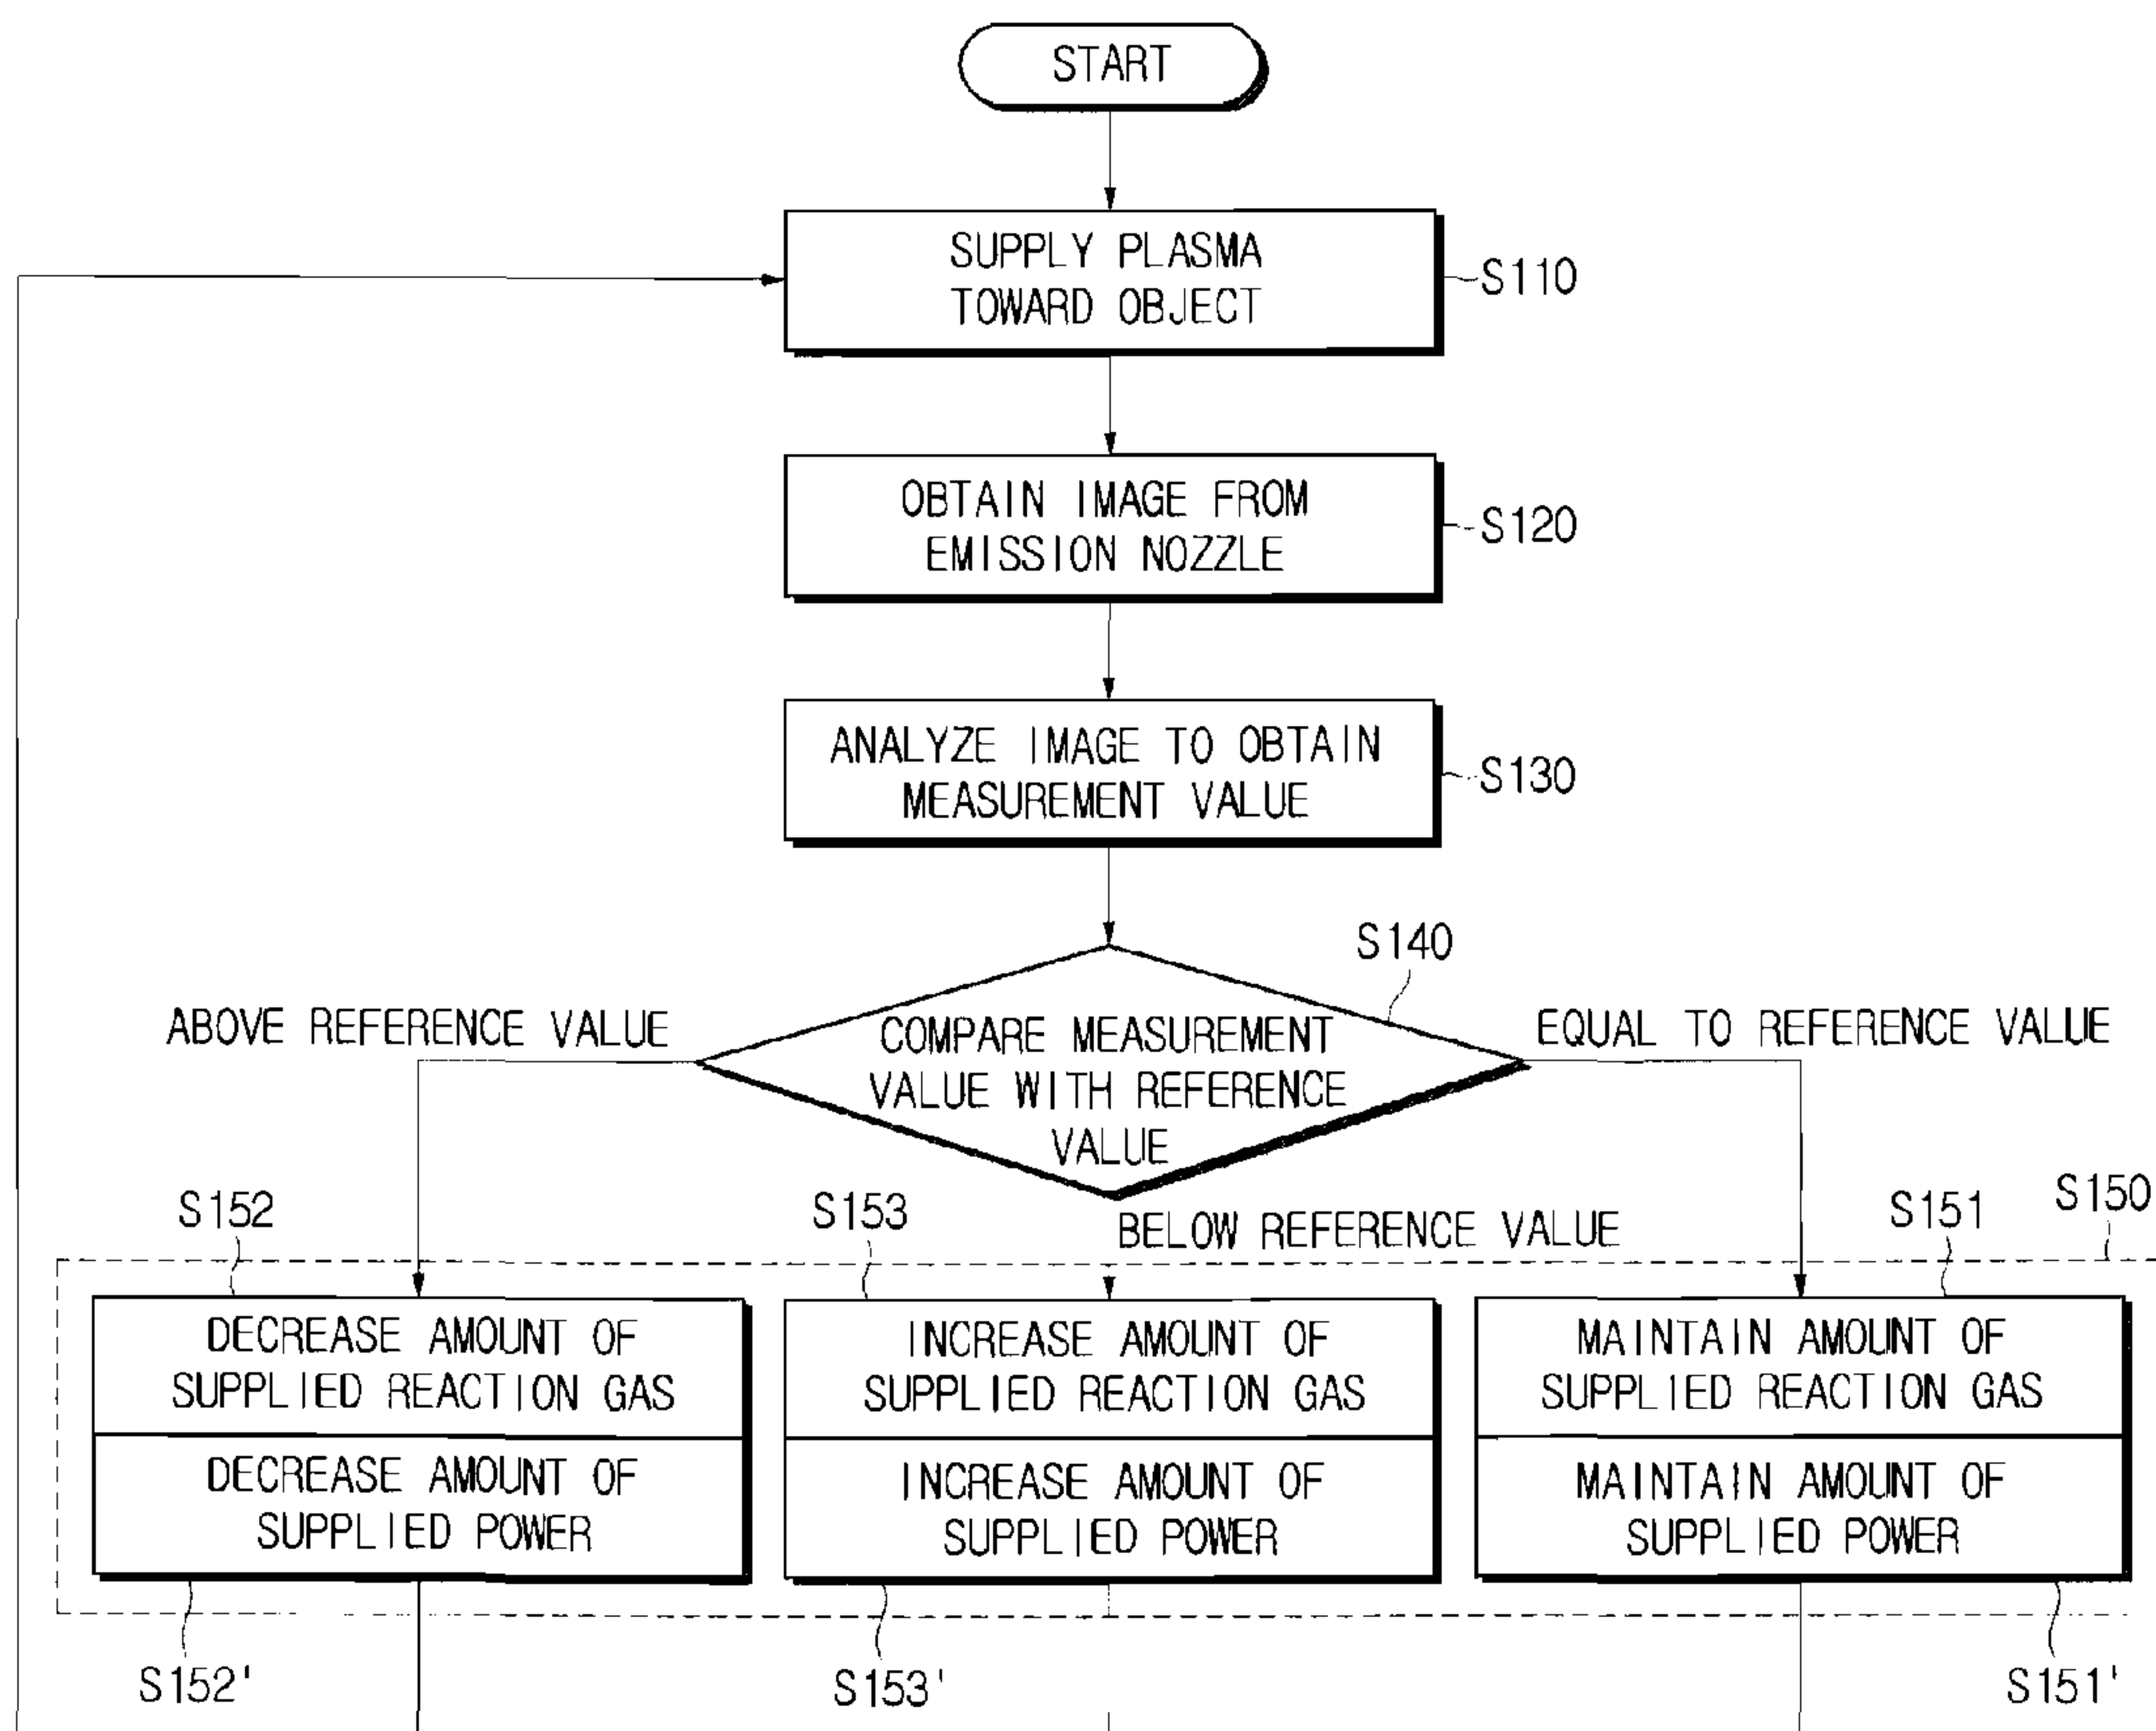 START
SUPPLY PLASMA
TOWARD OBJECT
S110
OBTAIN IMAGE FROM
EMISSION NOZZLE
S120
ANALYZE IMAGE TO OBTAIN
MEASUREMENT VALUE
S130
S140
ABOVE REFERENCE VALUE
COMPARE MEASUREMENT
VALUE WITH REFERENCE
VALUE
EQUAL TO REFERENCE VALUE
BELOW REFERENCE VALUE
S152
S153
S151
S150
DECREASE AMOUNT OF
SUPPLIED REACTION GAS
DECREASE AMOUNT OF
SUPPLIED POWER
INCREASE AMOUNT OF
SUPPLIED REACTION GAS
INCREASE AMOUNT OF
SUPPLIED POWER
MAINTAIN AMOUNT OF
SUPPLIED REACTION GAS
MAINTAIN AMOUNT OF
SUPPLIED POWER
S152'
S153'
S151'